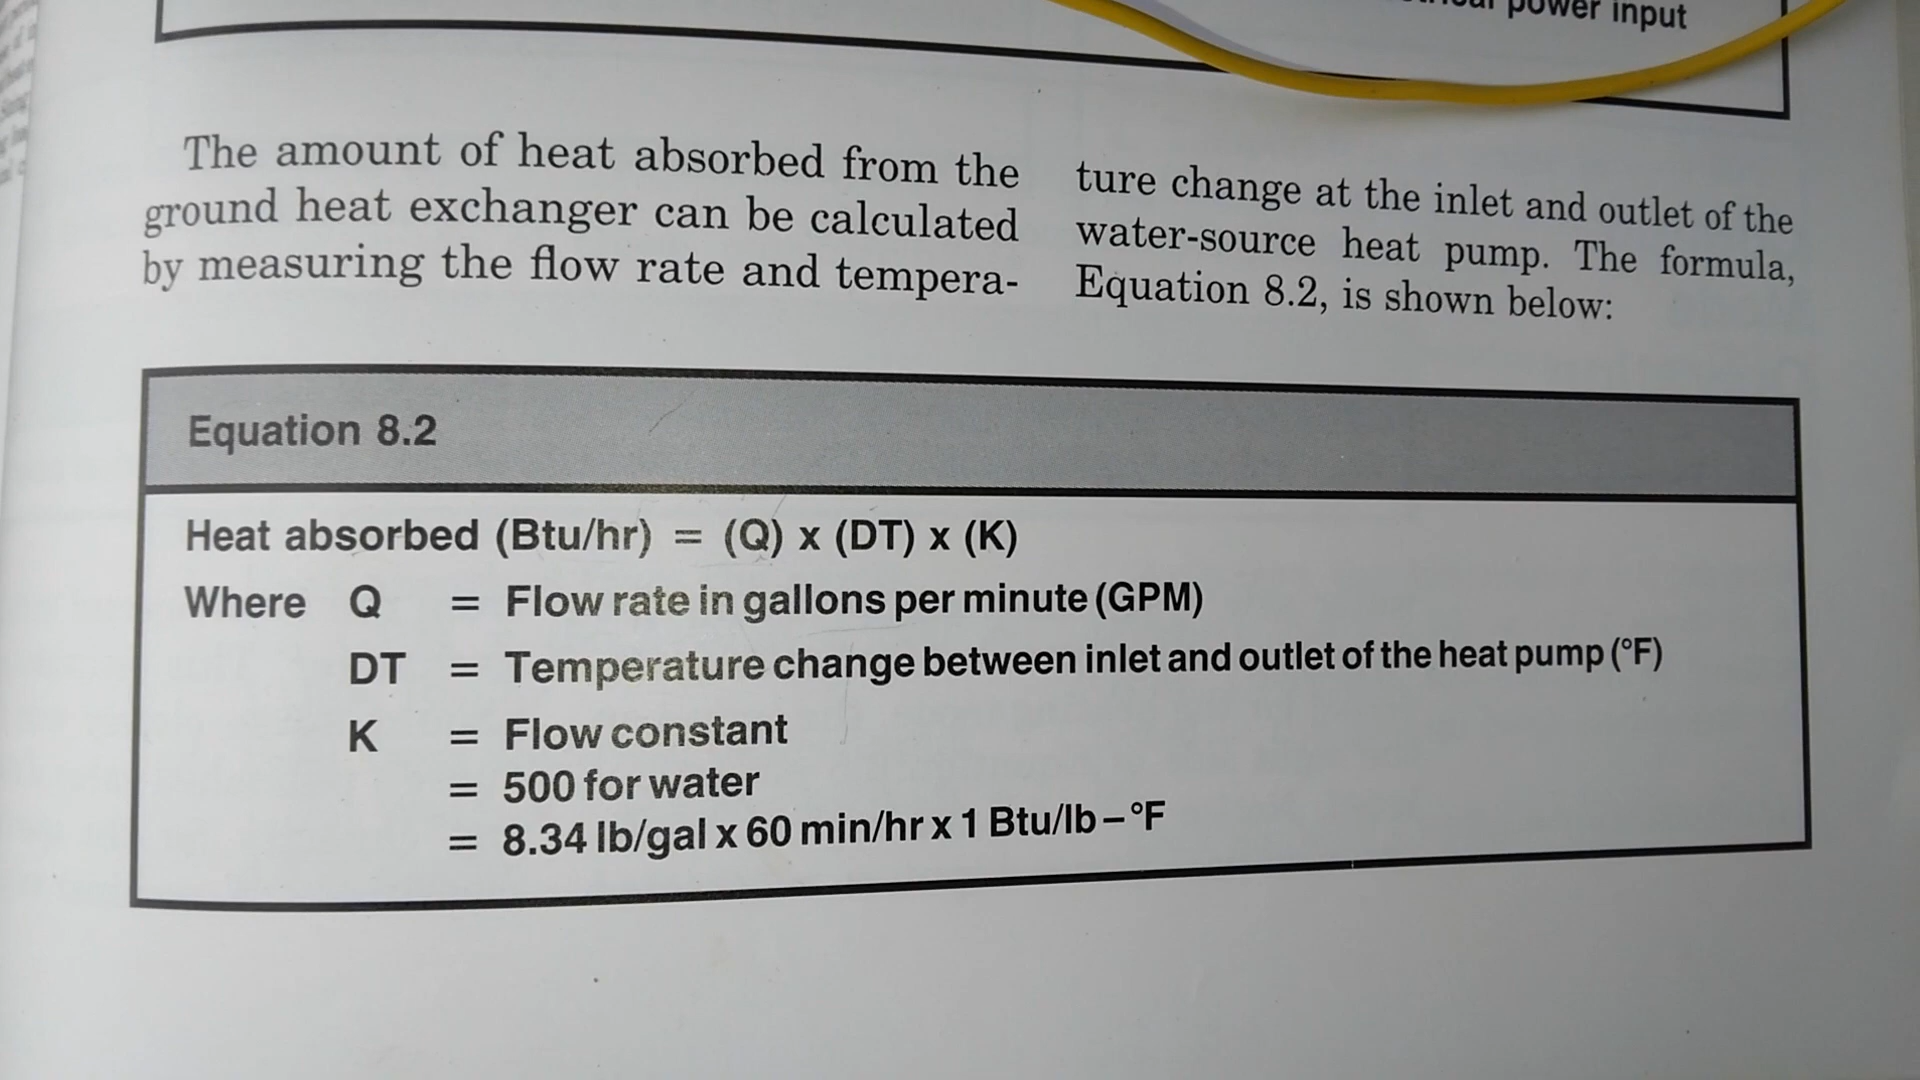 power input
The amount of heat absorbed from the
ground heat exchanger can be calculated
by measuring the flow rate and tempera-
ture change at the inlet and outlet of the
water-source heat pump. The formula,
Equation 8.2, is shown below:
Equation 8.2
Heat absorbed (Btu/hr) = (Q) x (DT) x (K)
Where Q = Flow rate in gallons per minute (GPM)
DT = Temperature change between inlet and outlet of the heat pump (°F)
K = Flow constant
= 500 for water
= 8.34 lb/gal x 60 min/hr x 1 Btu/lb – °F